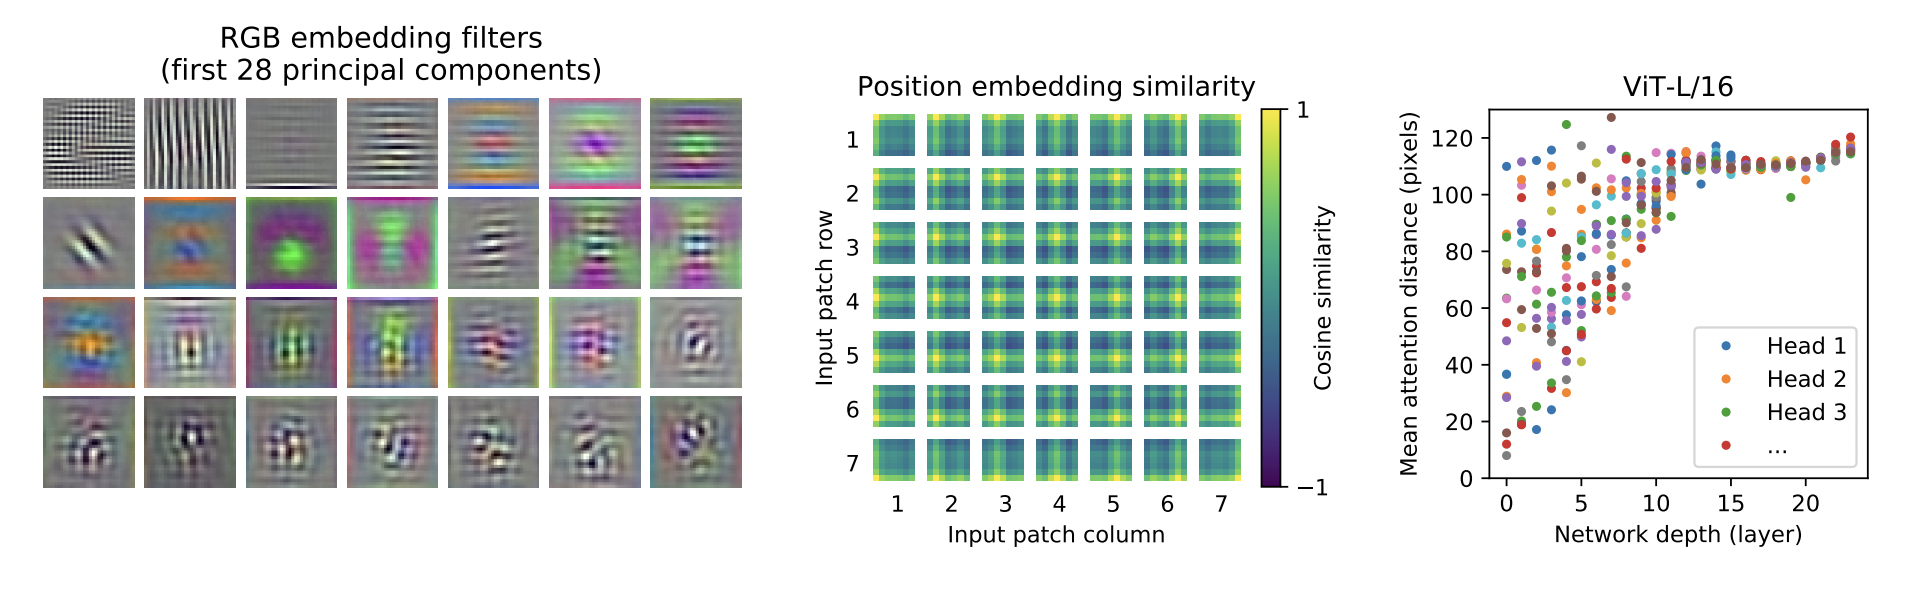 RGB embedding filters
(first 28 principal components)
Position embedding similarity
Input patch row
1
2
3
4
5
6
7
1 2 3 4 5 6 7
Input patch column
1
−1
Cosine similarity
ViT-L/16
Mean attention distance (pixels)
120
100
80
60
40
20
0
Head 1
Head 2
Head 3
...
0 5 10 15 20
Network depth (layer)